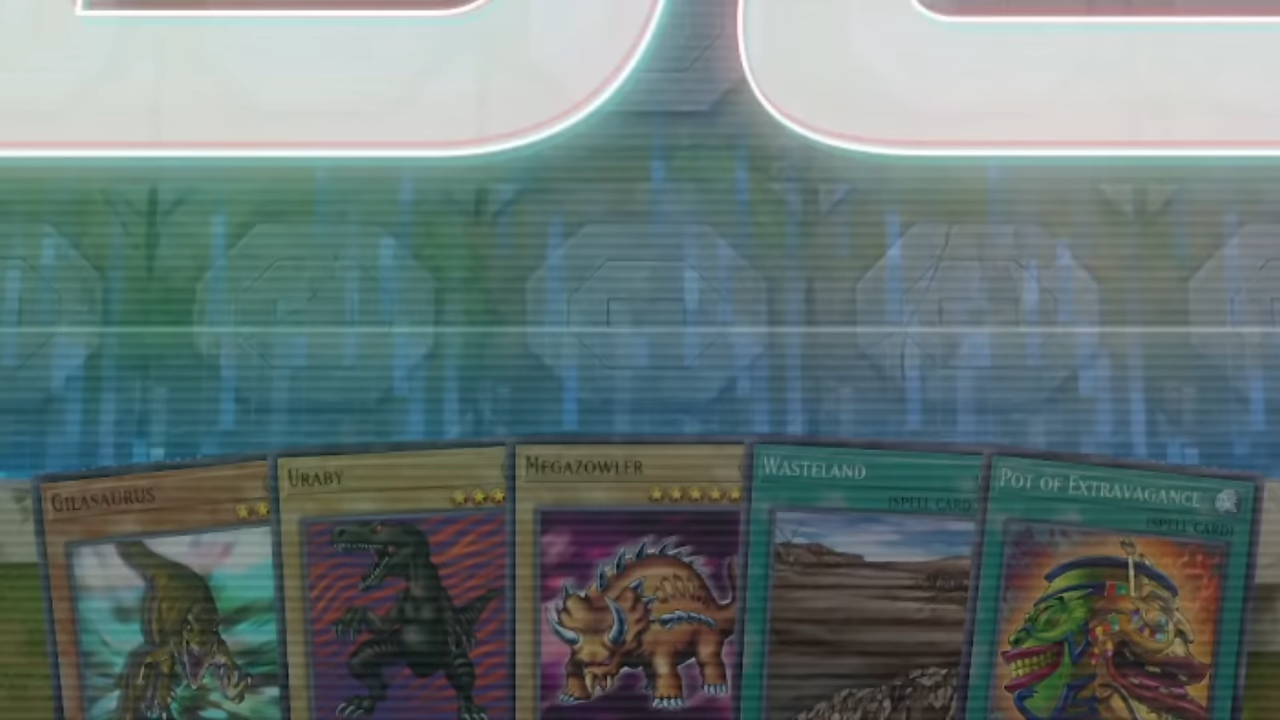 GILASAURUS
URABY
MEGAZOWLER
WASTELAND
[SPELL CARD
POT OF EXTRAVAGANCE
[SPELL CARD]